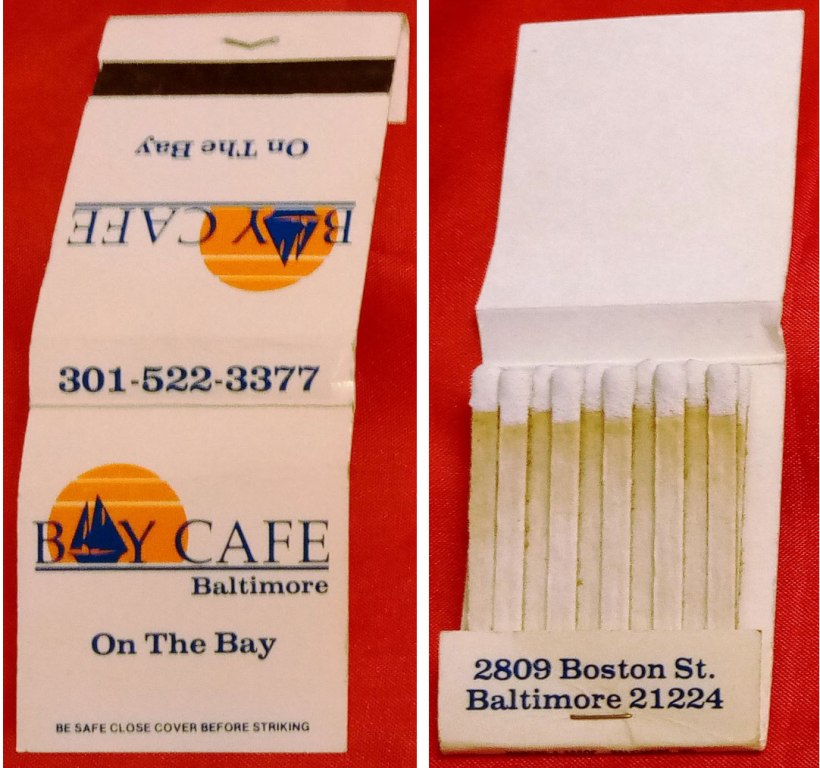 On The Bay
BAY CAFE
301-522-3377
BAY CAFE
Baltimore
On The Bay
BE SAFE CLOSE COVER BEFORE STRIKING
2809 Boston St.
Baltimore 21224